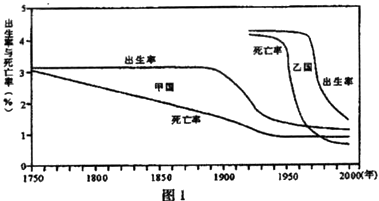 出生率与死亡率（%）
5
4
3
2
1
0
出生率
甲国
死亡率
死亡率
乙国
出生率
1750
1800
1850
1900
1950
2000(年)
图1